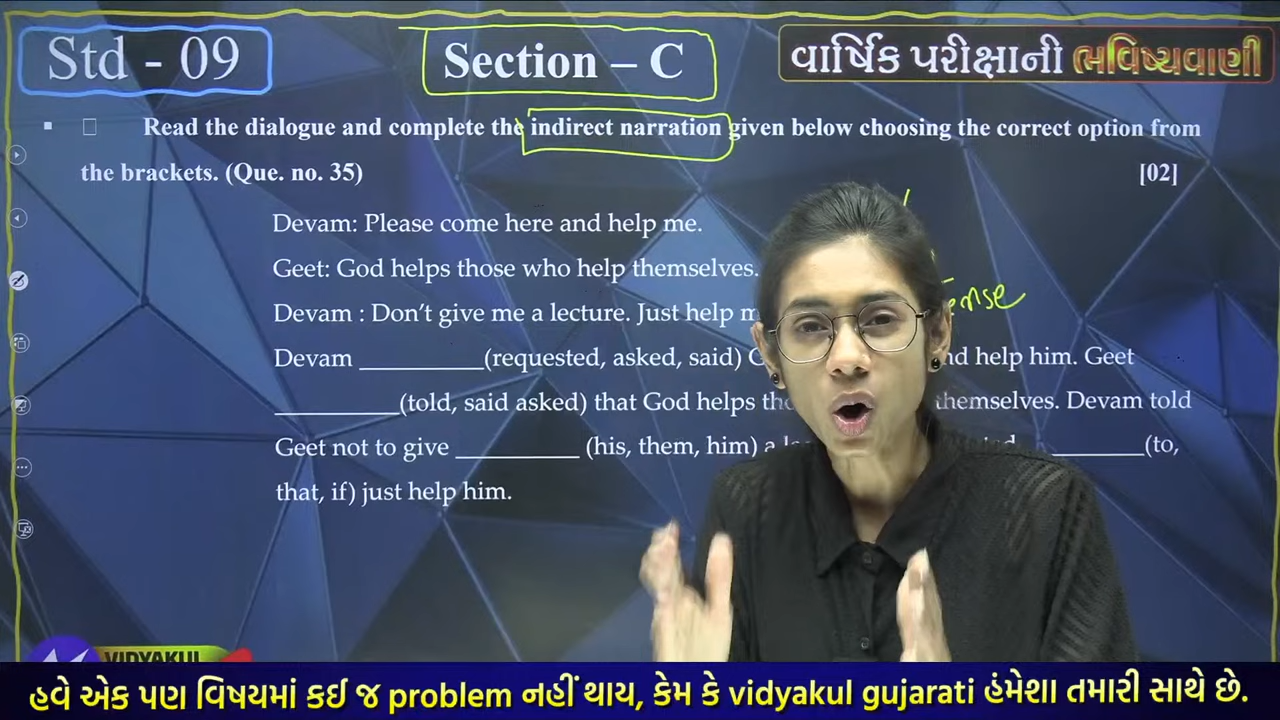 Std - 09
Section – C
વાર્ષિક પરીક્ષાની ભવિષ્યવાણી
Read the dialogue and complete the indirect narration given below choosing the correct option from
the brackets. (Que. no. 35) [02]
Devam: Please come here and help me.
Geet: God helps those who help themselves.
Devam : Don't give me a lecture. Just help
Devam __________(requested, asked, said) help him. Geet
__________(told, said asked) that God helps themselves. Devam told
Geet not to give __________ (his, them, him) a ________(to,
that, if) just help him.
VIDYAKUL
હવે એક પણ વિષયમાં કઈ જ problem નહીં થાય, કેમ કે vidyakul gujarati હંમેશા તમારી સાથે છે.